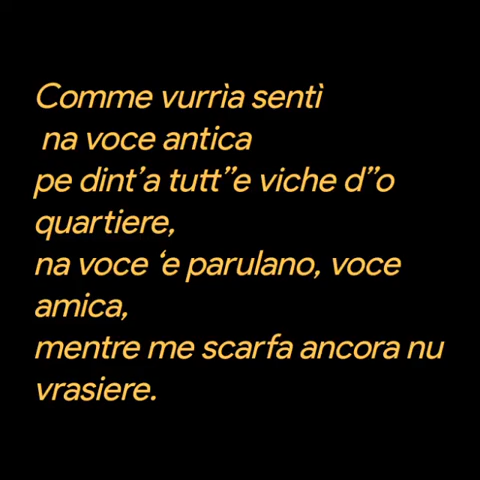 Comme vurrìa sentì
na voce antica
pe dint’a tutt”e viche d”o
quartiere,
na voce ‘e parulano, voce
amica,
mentre me scarfa ancora nu
vrasiere.